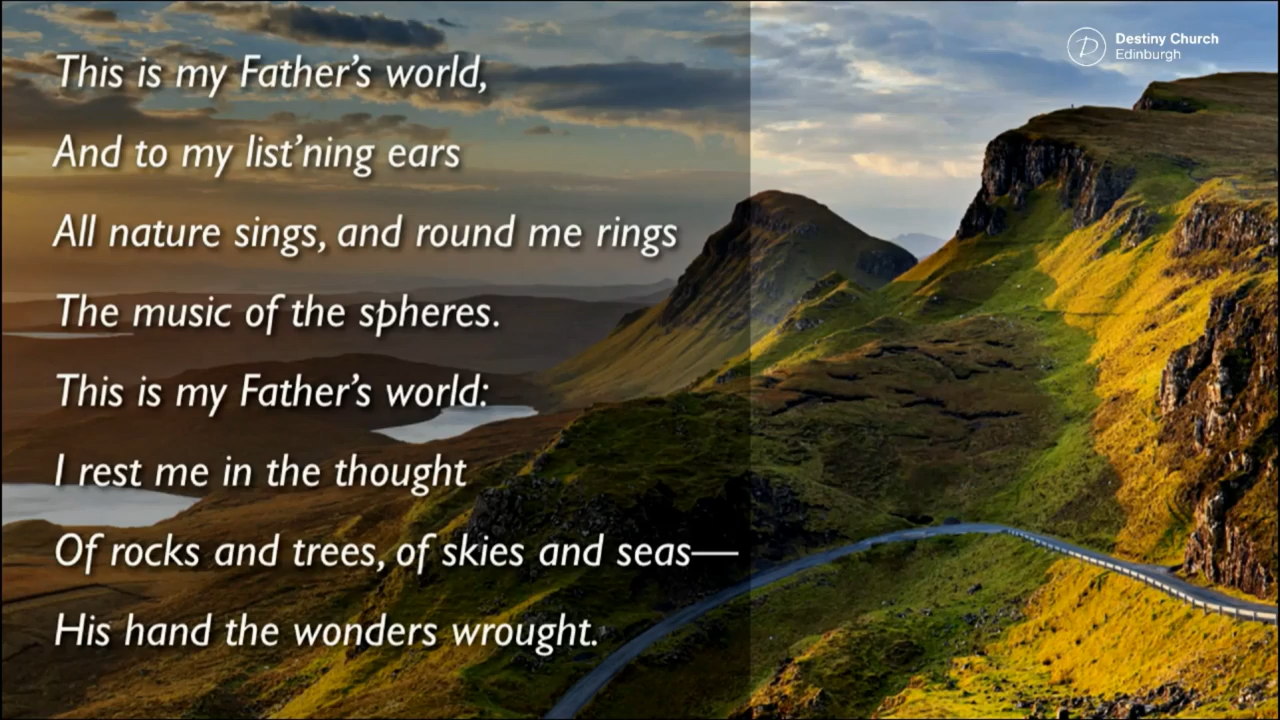 This is my Father’s world,
And to my list’ning ears
All nature sings, and round me rings
The music of the spheres.
This is my Father’s world:
I rest me in the thought
Of rocks and trees, of skies and seas—
His hand the wonders wrought.
Destiny Church
Edinburgh